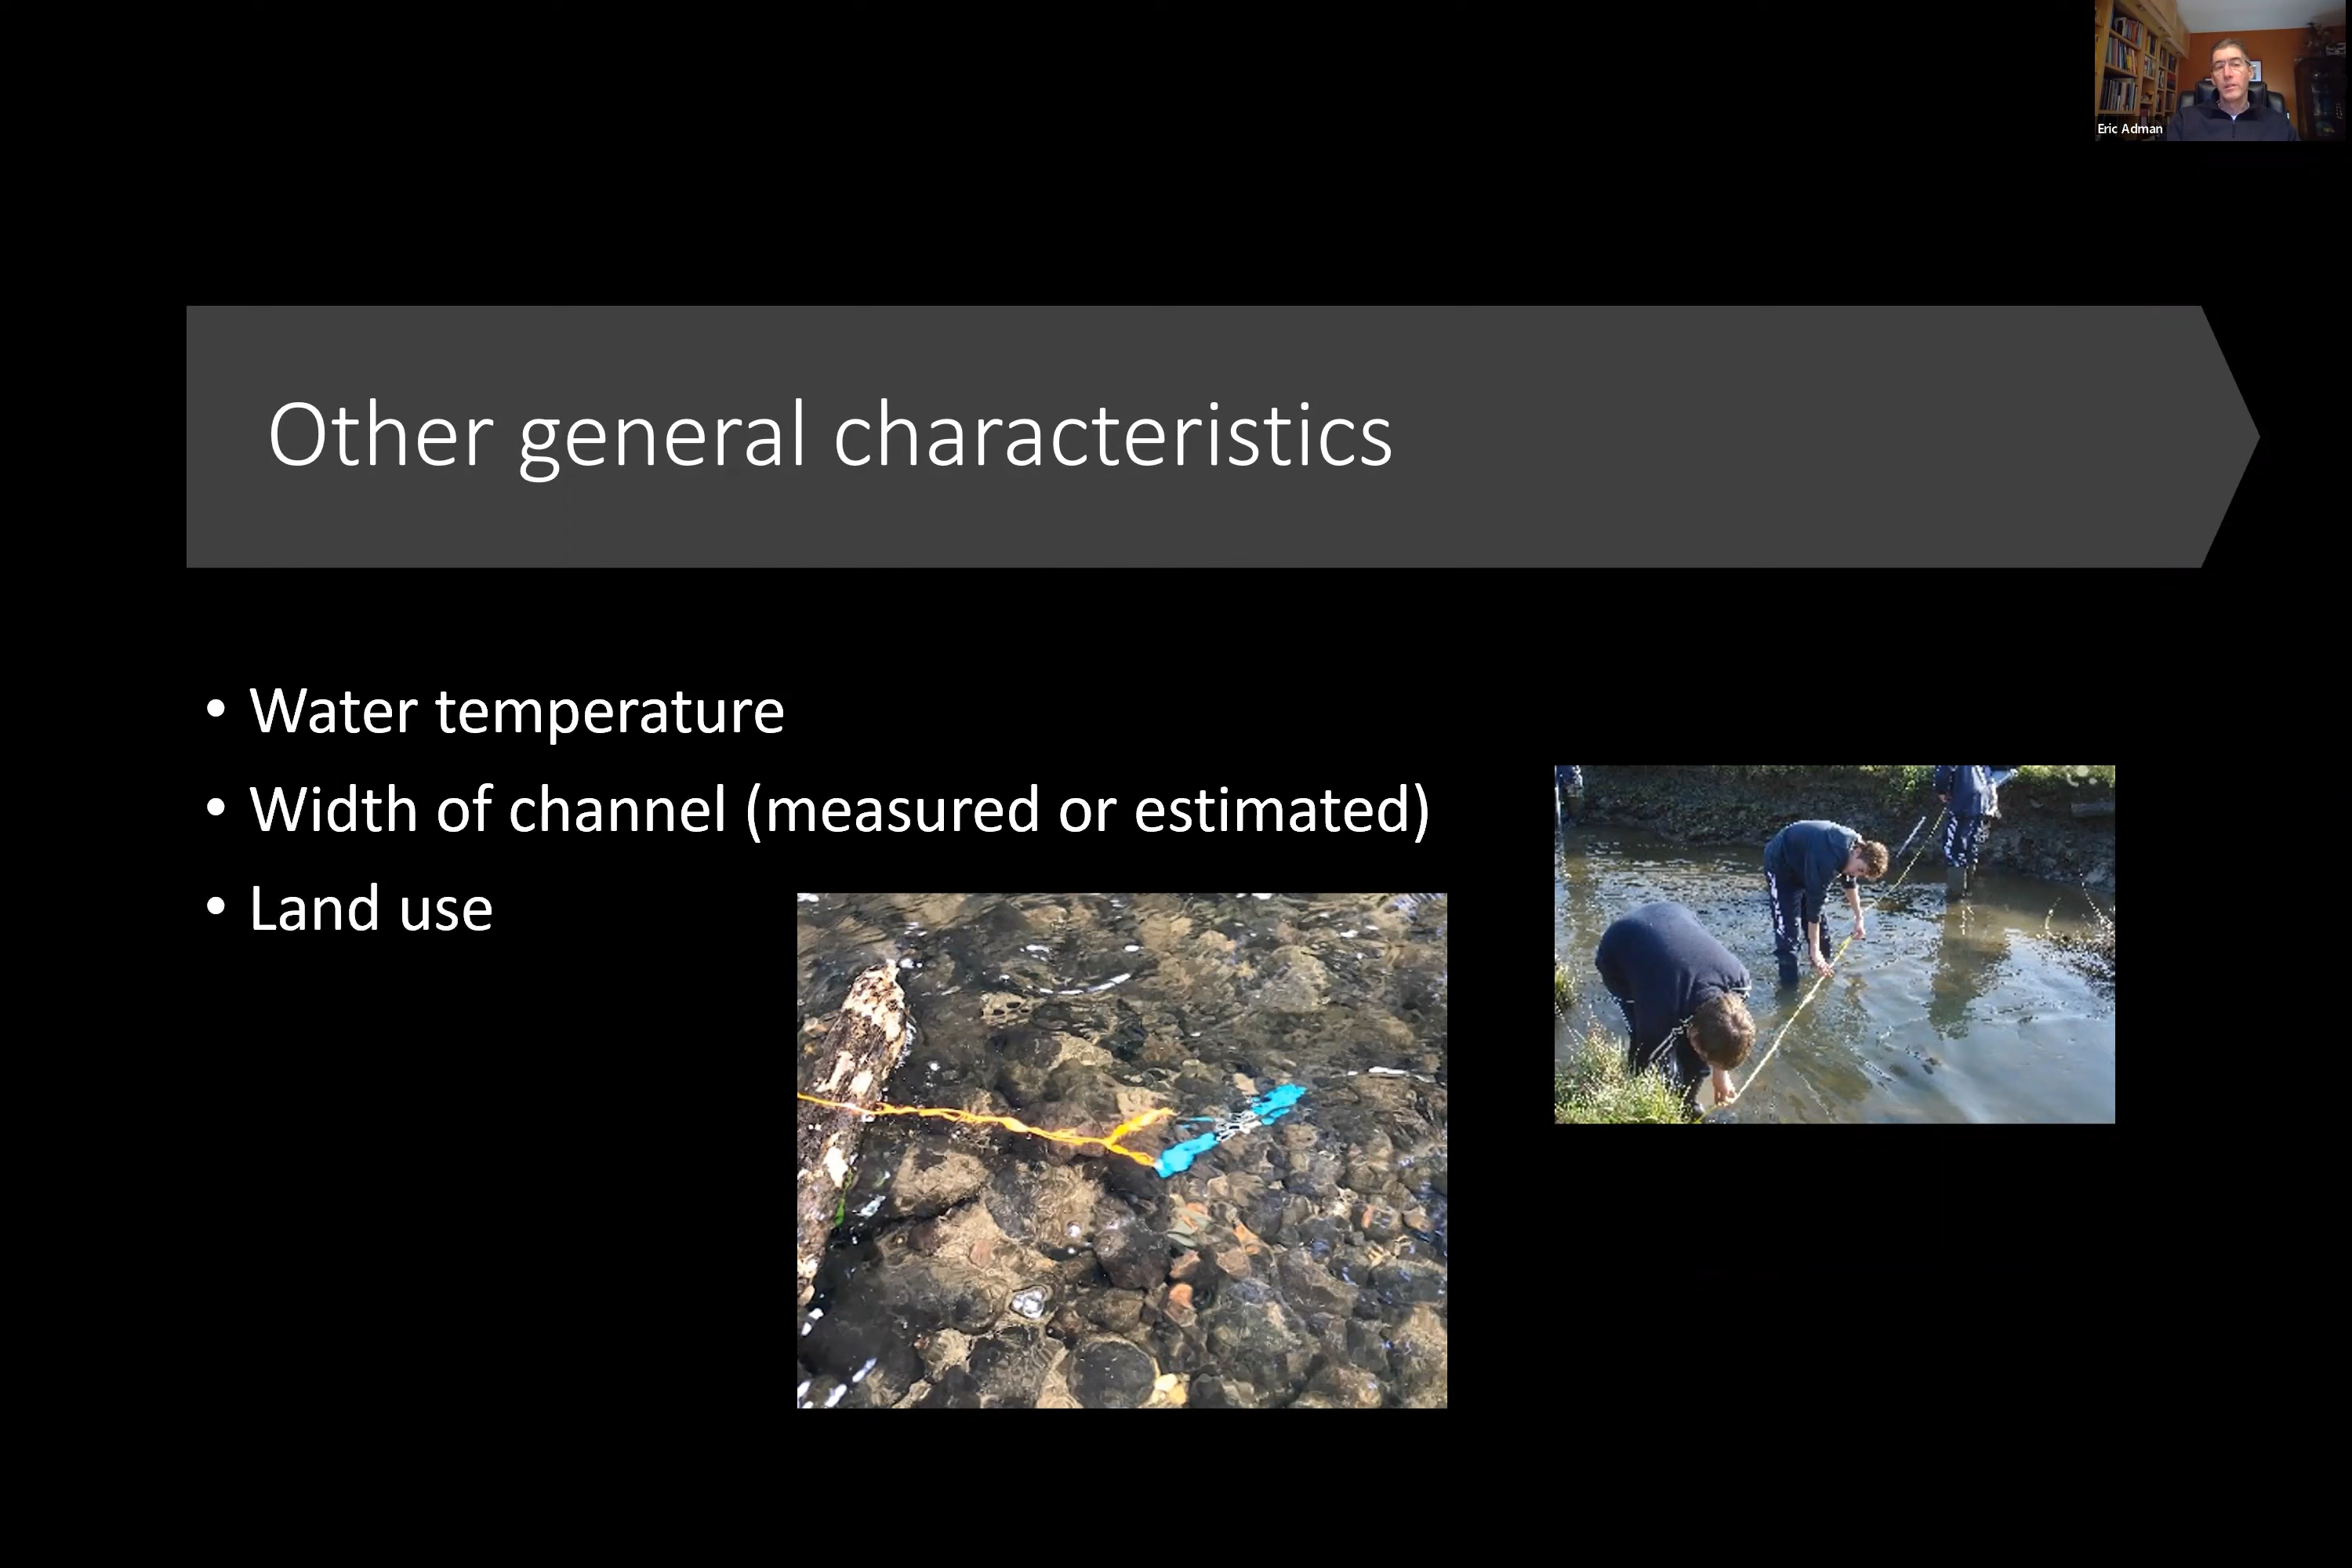 Eric Adman
Other general characteristics
• Water temperature
• Width of channel (measured or estimated)
• Land use